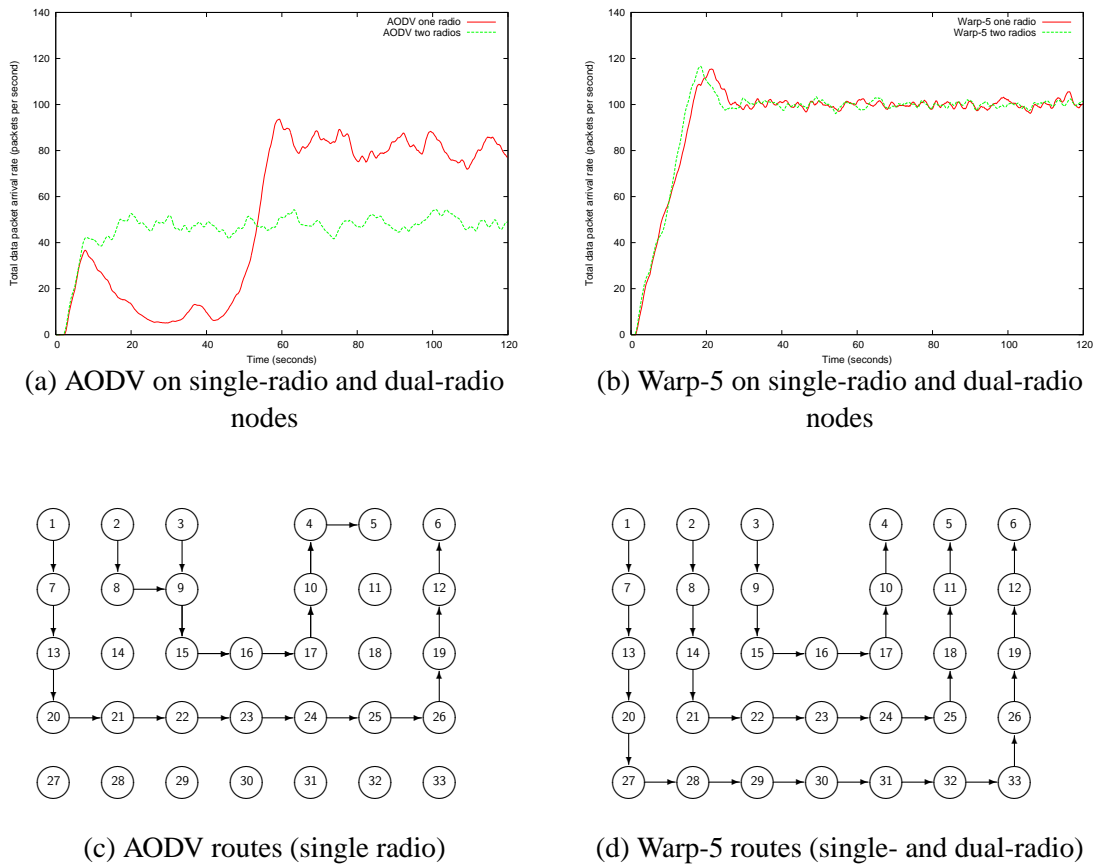 140
120
100
80
60
40
20
0
0 20 40 60 80 100 120
Total data packet arrival rate (packets per second)
Time (seconds)
AODV one radio
AODV two radios
(a) AODV on single-radio and dual-radio
nodes
140
120
100
80
60
40
20
0
0 20 40 60 80 100 120
Total data packet arrival rate (packets per second)
Time (seconds)
Warp-5 one radio
Warp-5 two radios
(b) Warp-5 on single-radio and dual-radio
nodes
1 2 3 4 5 6
7 8 9 10 11 12
13 14 15 16 17 18 19
20 21 22 23 24 25 26
27 28 29 30 31 32 33
(c) AODV routes (single radio)
1 2 3 4 5 6
7 8 9 10 11 12
13 14 15 16 17 18 19
20 21 22 23 24 25 26
27 28 29 30 31 32 33
(d) Warp-5 routes (single- and dual-radio)